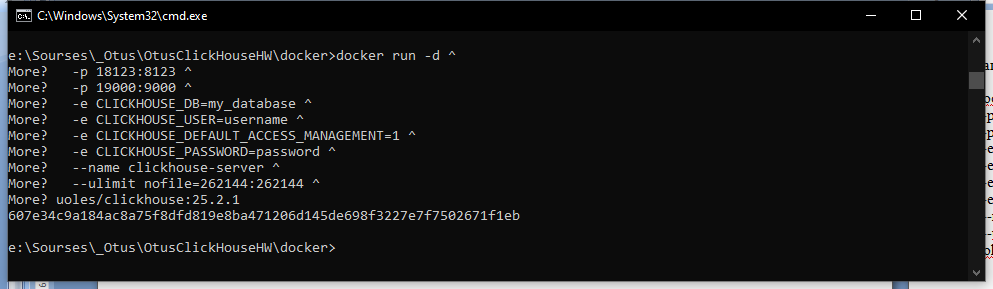 C:\Windows\System32\cmd.exe
e:\Sourses\_Otus\OtusClickHouseHW\docker>docker run -d ^
More?   -p 18123:8123 ^
More?   -p 19000:9000 ^
More?   -e CLICKHOUSE_DB=my_database ^
More?   -e CLICKHOUSE_USER=username ^
More?   -e CLICKHOUSE_DEFAULT_ACCESS_MANAGEMENT=1 ^
More?   -e CLICKHOUSE_PASSWORD=password ^
More?   --name clickhouse-server ^
More?   --ulimit nofile=262144:262144 ^
More? uoles/clickhouse:25.2.1
607e34c9a184ac8a75f8dfd819e8ba471206d145de698f3227e7f7502671f1eb
e:\Sourses\_Otus\OtusClickHouseHW\docker>